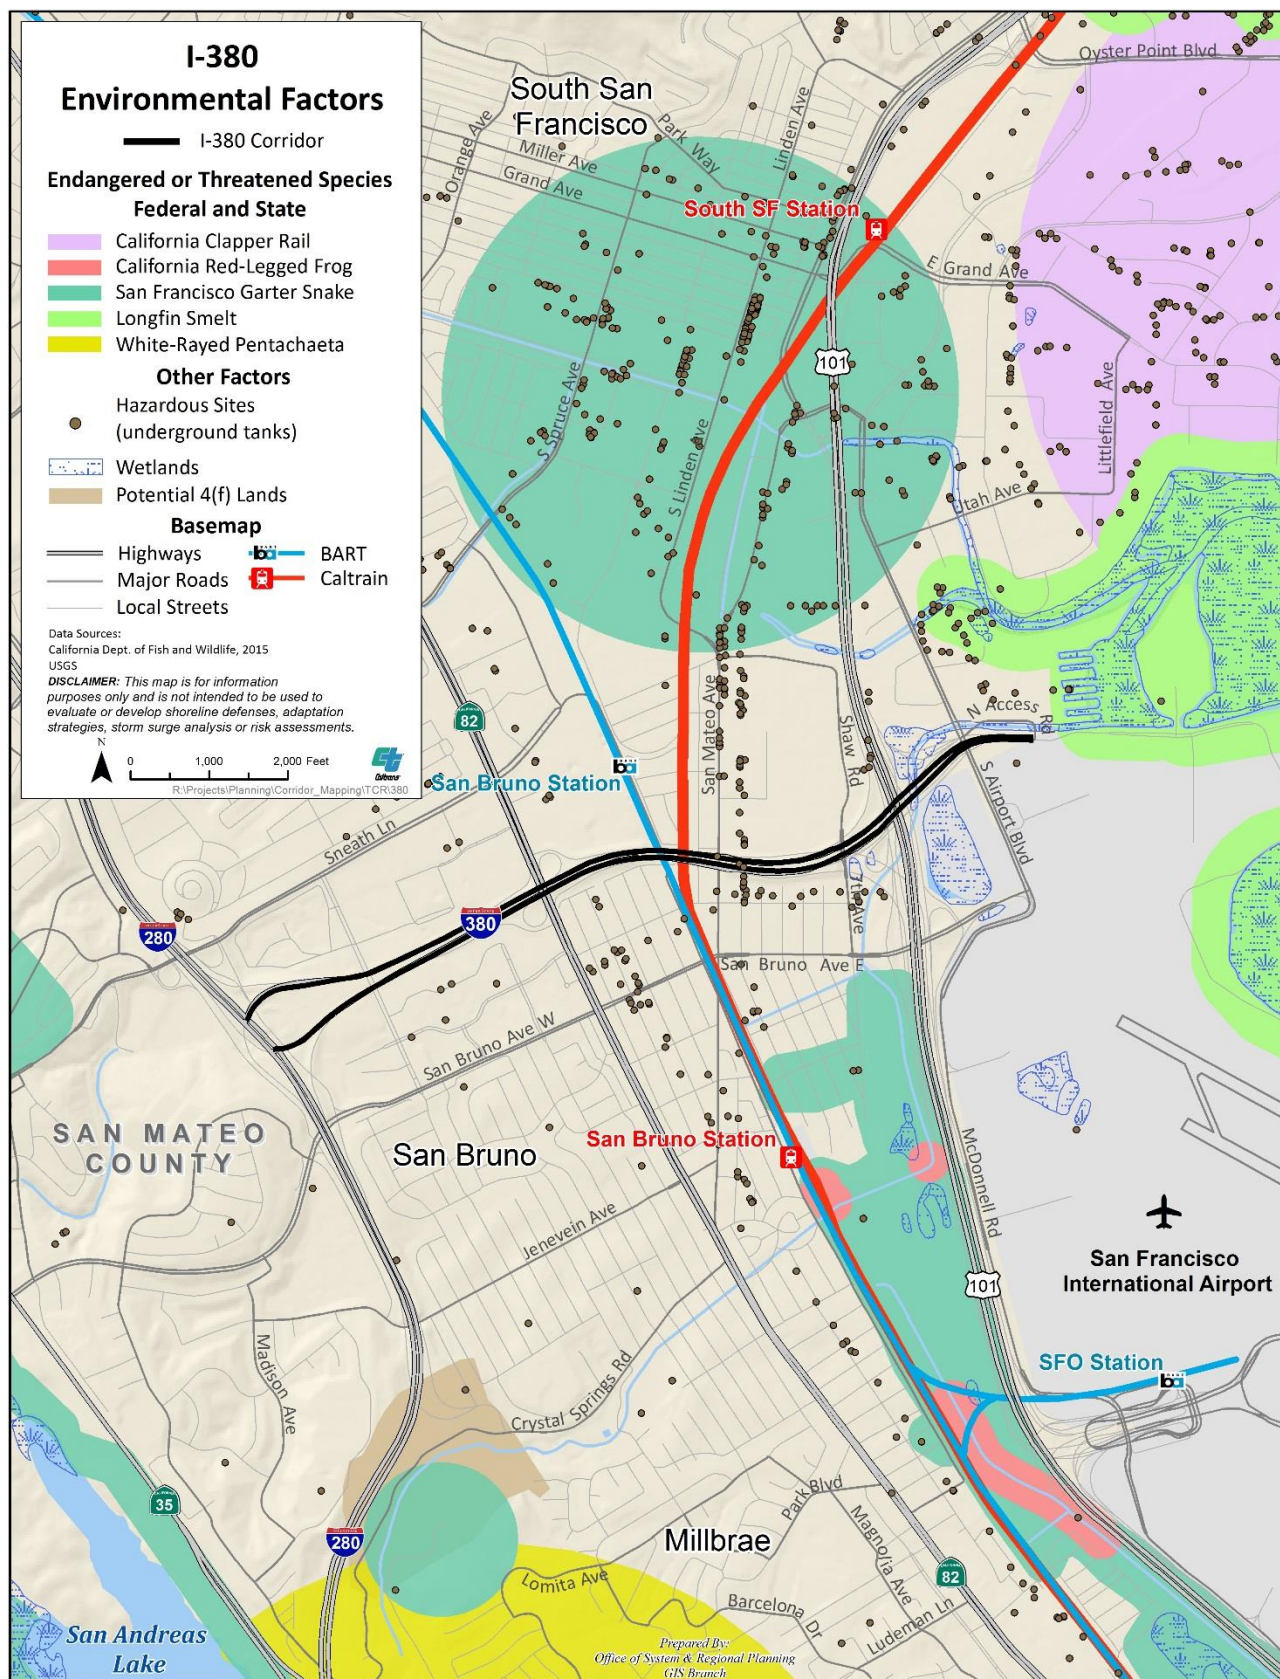 I-380
Environmental Factors
I-380 Corridor
Endangered or Threatened Species
Federal and State
California Clapper Rail
California Red-Legged Frog
San Francisco Garter Snake
Longfin Smelt
White-Rayed Pentachaeta
Other Factors
Hazardous Sites
(underground tanks)
Wetlands
Potential 4(f) Lands
Basemap
Highways
ba
BART
Major Roads
Caltrain
Local Streets
Data Sources:
California Dept. of Fish and Wildlife, 2015
USGS
DISCLAIMER: This map is for information
purposes only and is not intended to be used to
evaluate or develop shoreline defenses, adaptation
strategies, storm surge analysis or risk assessments.
N
0 1,000 2,000 Feet
Caltrans
R:\Projects\Planning\Corridor_Mapping\TCR\380
Oyster Point Blvd
South San
Francisco
Orange Ave
Park Way
Linden Ave
Miller Ave
Grand Ave
South SF Station
E Grand Ave
101
Littlefield Ave
S Spruce Ave
S Linden Ave
Utah Ave
N Access Rd
82
San Mateo Ave
Shaw Rd
San Bruno Station
ba
S Airport Blvd
Sneath Ln
7th Ave
280
380
San Bruno Ave E
San Bruno Ave W
SAN MATEO
COUNTY
San Bruno
San Bruno Station
McDonnell Rd
Jenevein Ave
San Francisco
International Airport
101
Madison Ave
SFO Station
ba
Crystal Springs Rd
35
280
Park Blvd
Magnolia Ave
Millbrae
82
Lomita Ave
Barcelona Dr
Ludeman Ln
San Andreas
Lake
Prepared By:
Office of System & Regional Planning
GIS Branch